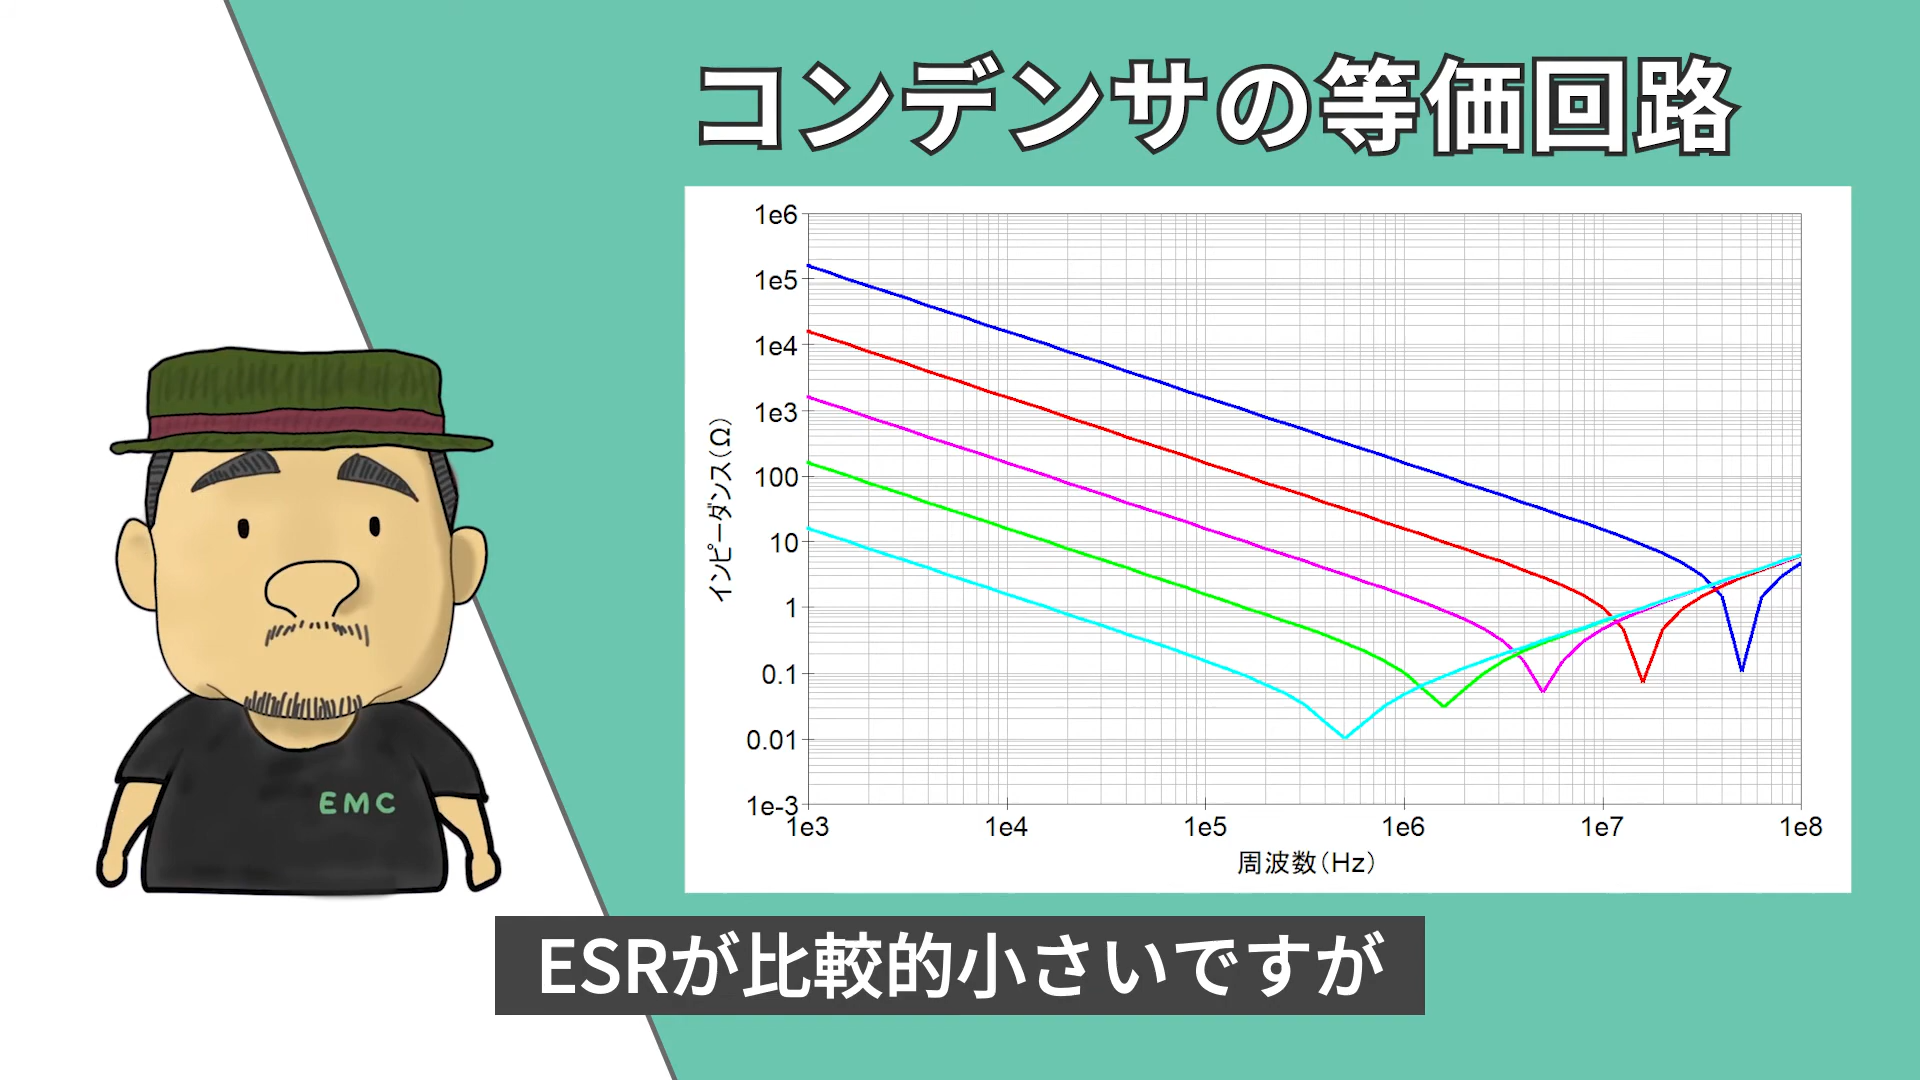 コンデンサの等価回路
1e6
1e5
1e4
1e3
100
10
1
0.1
0.01
1e-3
インピーダンス(Ω)
1e3 1e4 1e5 1e6 1e7 1e8
周波数(Hz)
EMC
ESRが比較的小さいですが